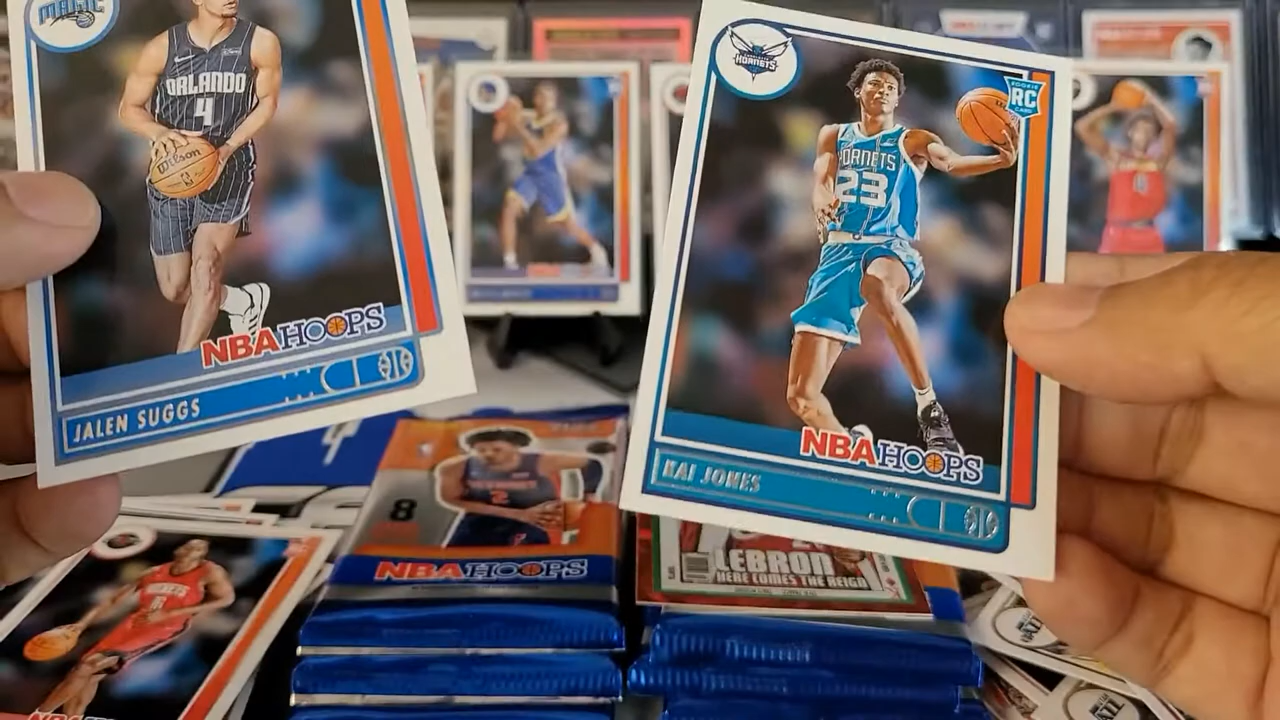 MAGIC
ORLANDO
4
Wilson
NBA HOOPS
JALEN SUGGS
HORNETS
ROOKIE
RC
CARD
HORNETS
23
NBA HOOPS
KAI JONES
8
2
NBA HOOPS
LEBRON
HERE COMES THE REIGN